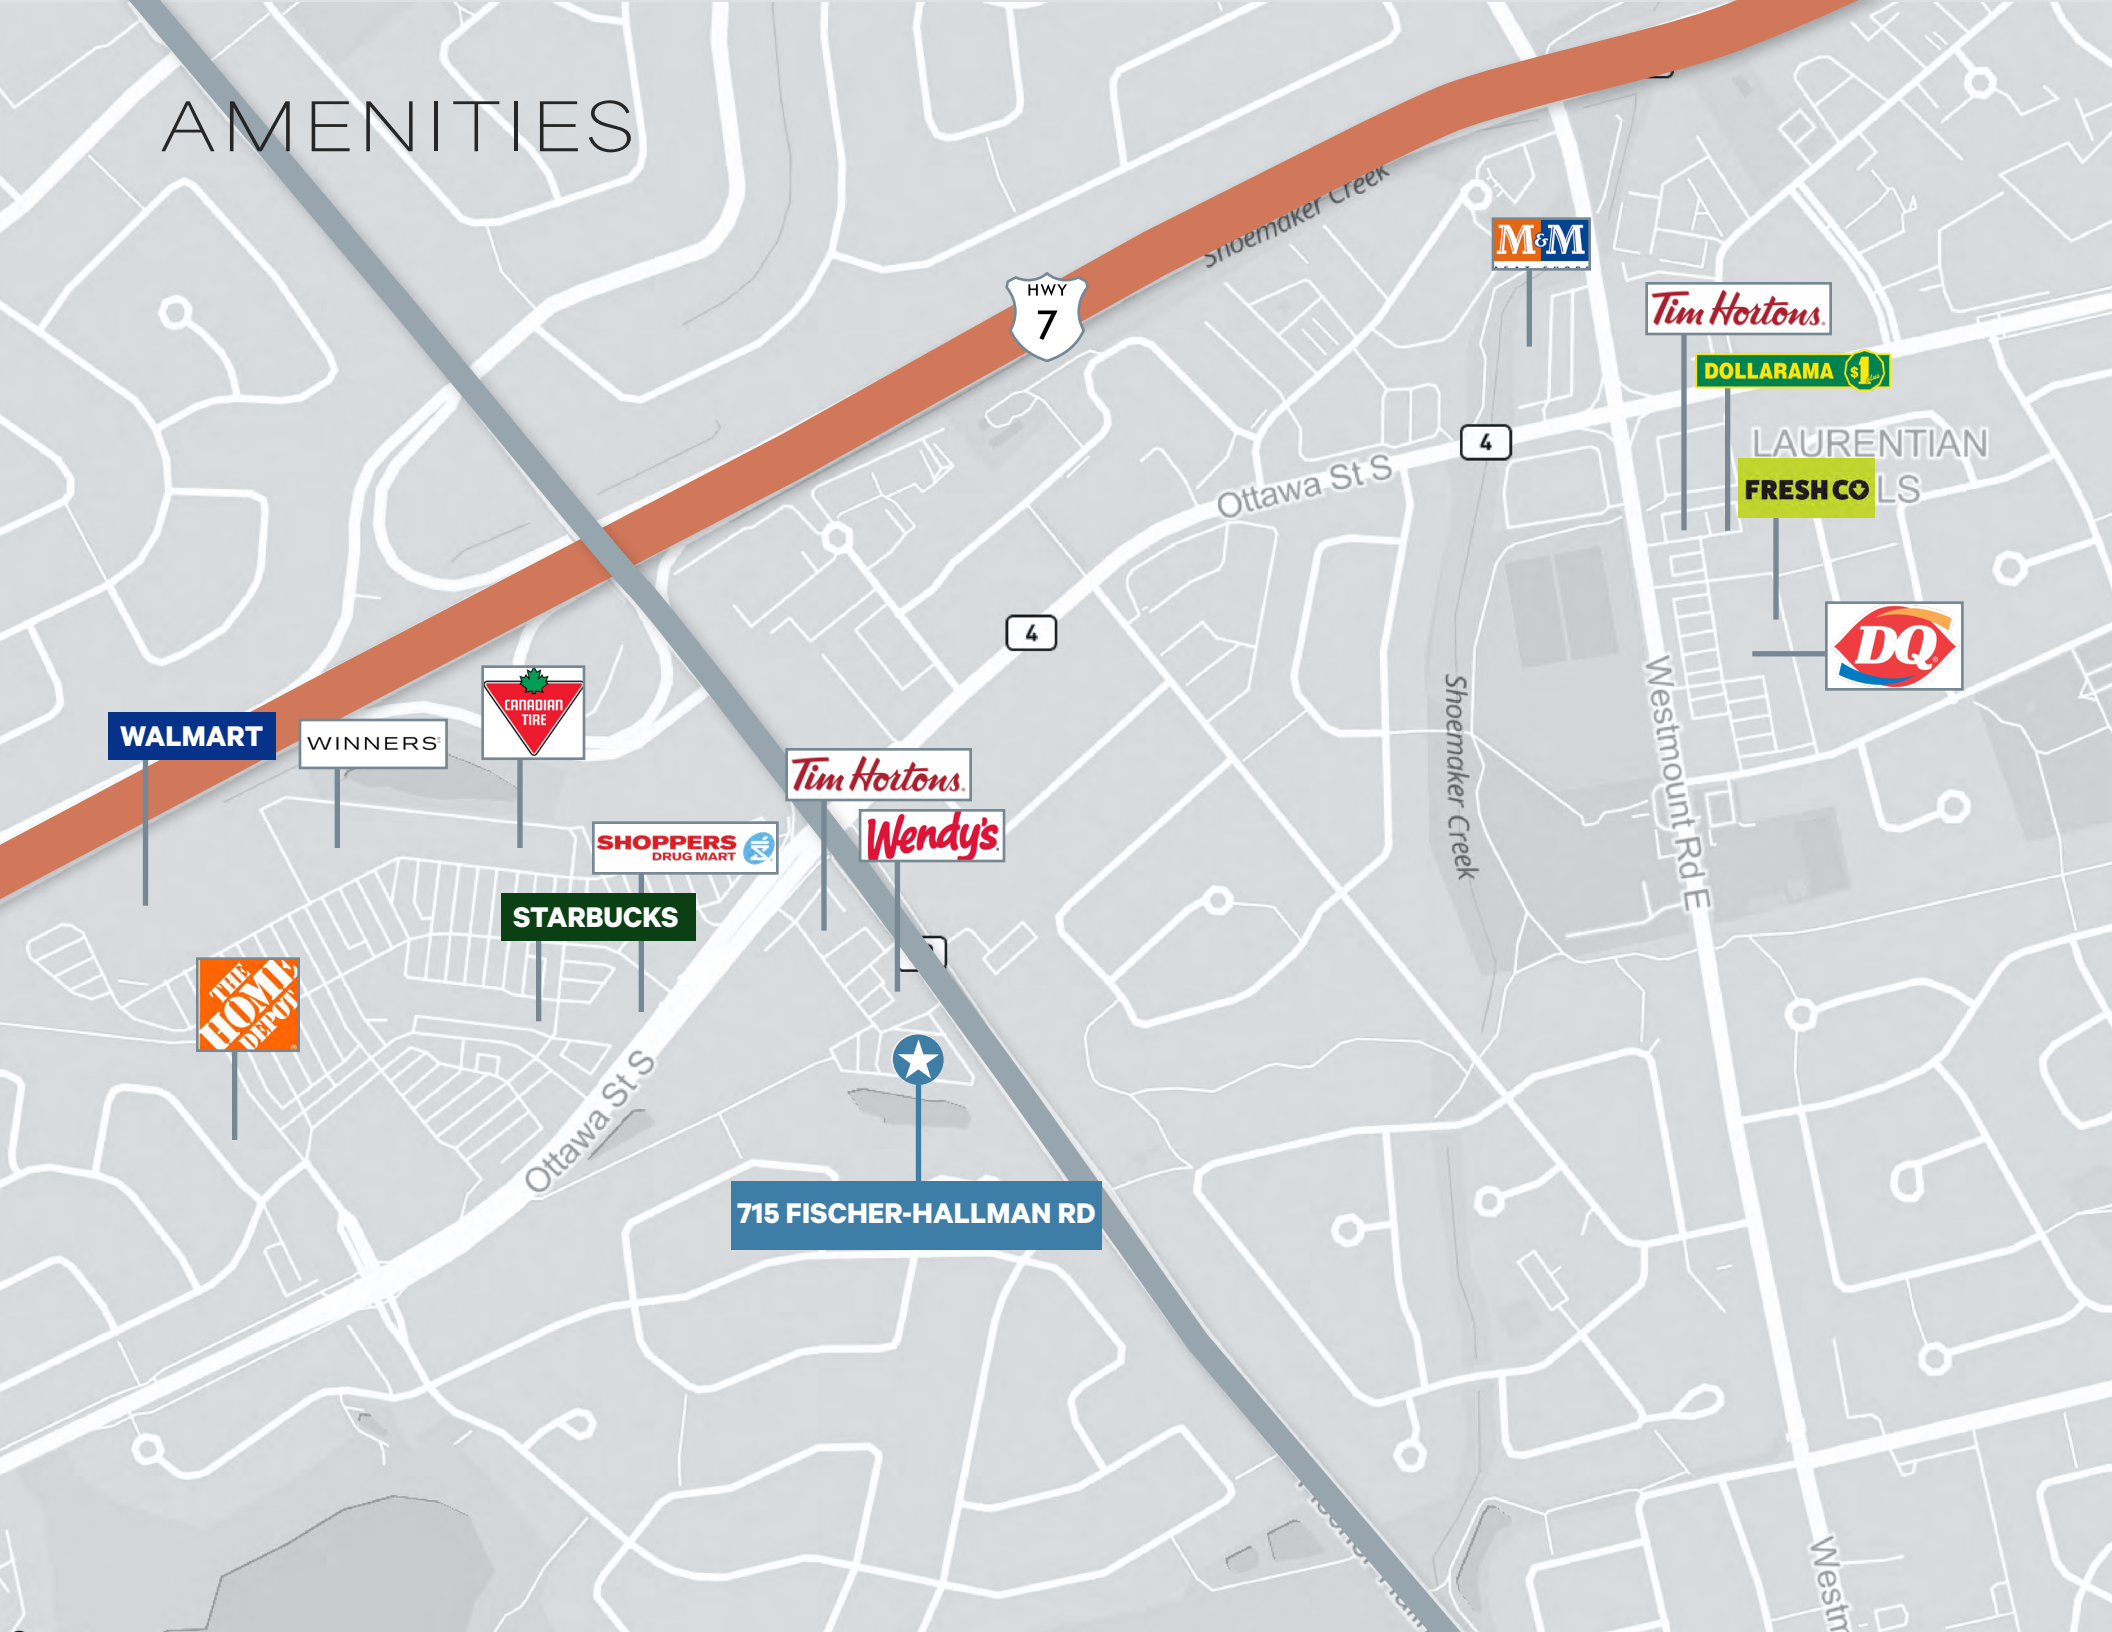 AMENITIES
Shoemaker Creek
HWY
7
M&M
Tim Hortons.
DOLLARAMA $1
4
LAURENTIAN
Ottawa St S
FRESHCO
LS
4
DQ
Shoemaker Creek
Westmount Rd E
CANADIAN
TIRE
WALMART
WINNERS
Tim Hortons.
Wendy's
SHOPPERS
DRUG MART
STARBUCKS
THE
HOME
DEPOT
Ottawa St S
715 FISCHER-HALLMAN RD
Westm